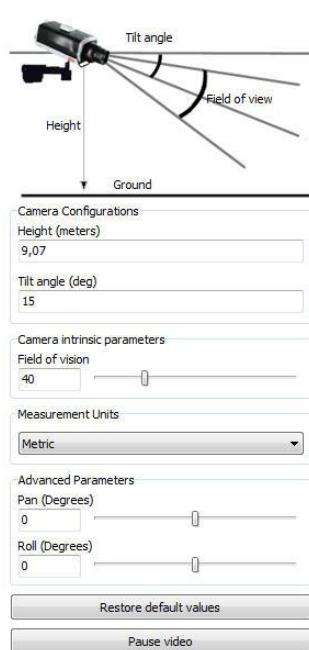 Tilt angle
Field of view
Height
Ground
Camera Configurations
Height (meters)
9,07
Tilt angle (deg)
15
Camera intrinsic parameters
Field of vision
40
Measurement Units
Metric
Advanced Parameters
Pan (Degrees)
0
Roll (Degrees)
0
Restore default values
Pause video